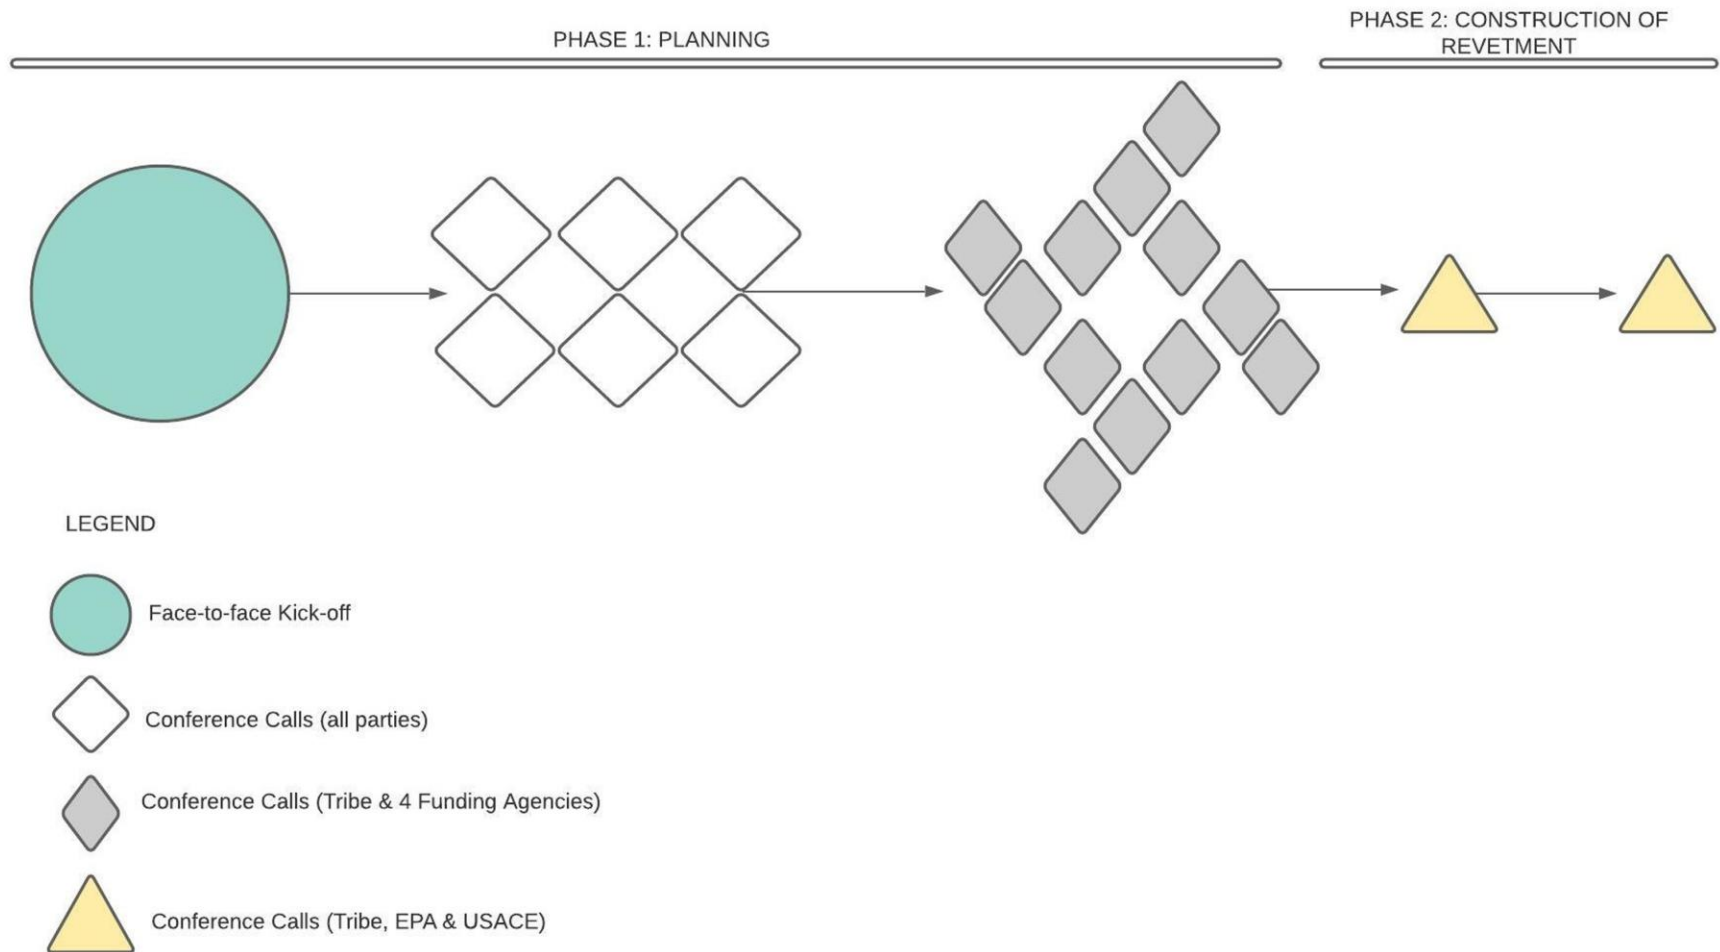 PHASE 1: PLANNING
PHASE 2: CONSTRUCTION OF
REVETMENT
LEGEND
Face-to-face Kick-off
Conference Calls (all parties)
Conference Calls (Tribe & 4 Funding Agencies)
Conference Calls (Tribe, EPA & USACE)